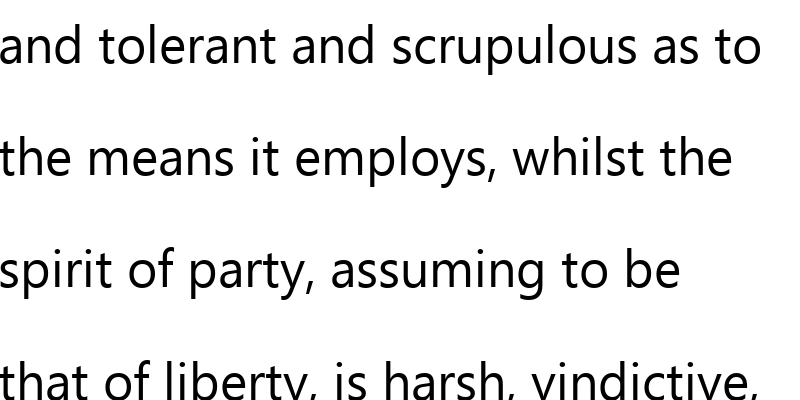 and tolerant and scrupulous as to
the means it employs, whilst the
spirit of party, assuming to be
that of liberty, is harsh, vindictive,